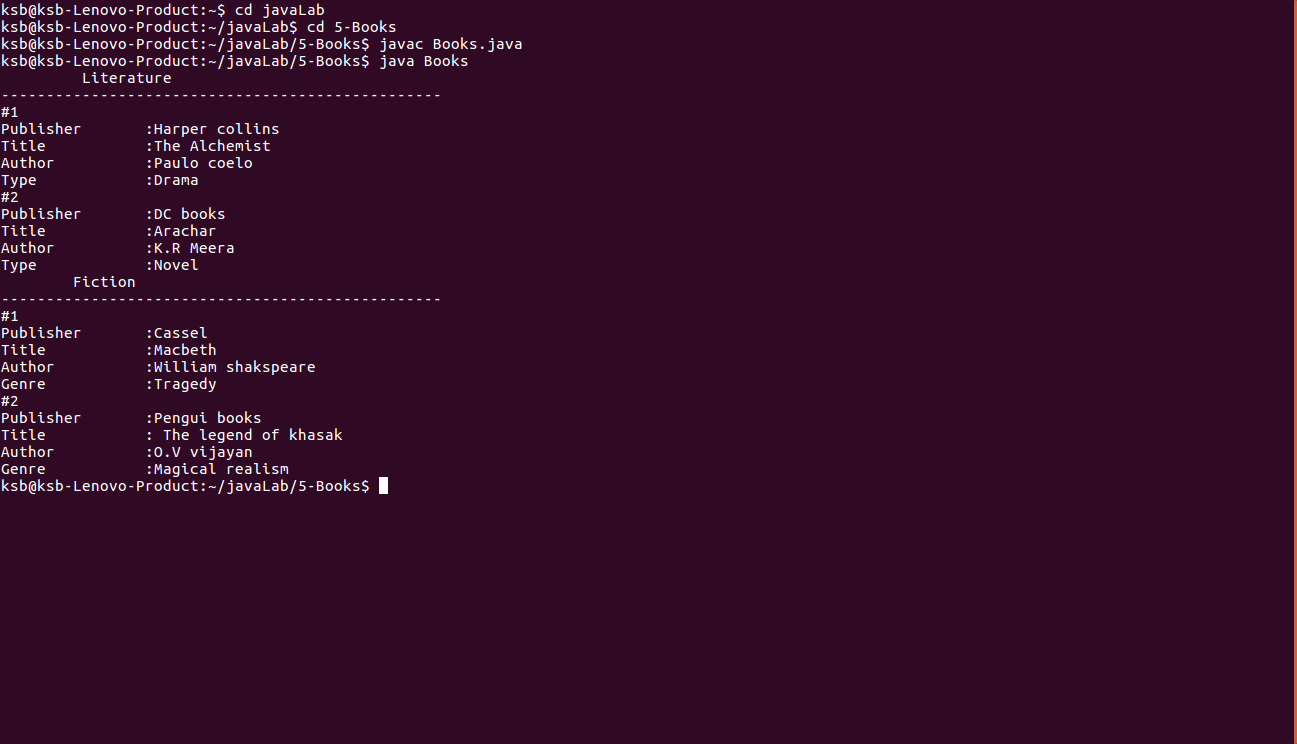 ksb@ksb-Lenovo-Product:~$ cd javaLab
ksb@ksb-Lenovo-Product:~/javaLab$ cd 5-Books
ksb@ksb-Lenovo-Product:~/javaLab/5-Books$ javac Books.java
ksb@ksb-Lenovo-Product:~/javaLab/5-Books$ java Books
         Literature
-------------------------------------------------
#1
Publisher       :Harper collins
Title           :The Alchemist
Author          :Paulo coelo
Type            :Drama
#2
Publisher       :DC books
Title           :Arachar
Author          :K.R Meera
Type            :Novel
        Fiction
-------------------------------------------------
#1
Publisher       :Cassel
Title           :Macbeth
Author          :William shakspeare
Genre           :Tragedy
#2
Publisher       :Pengui books
Title           : The legend of khasak
Author          :O.V vijayan
Genre           :Magical realism
ksb@ksb-Lenovo-Product:~/javaLab/5-Books$